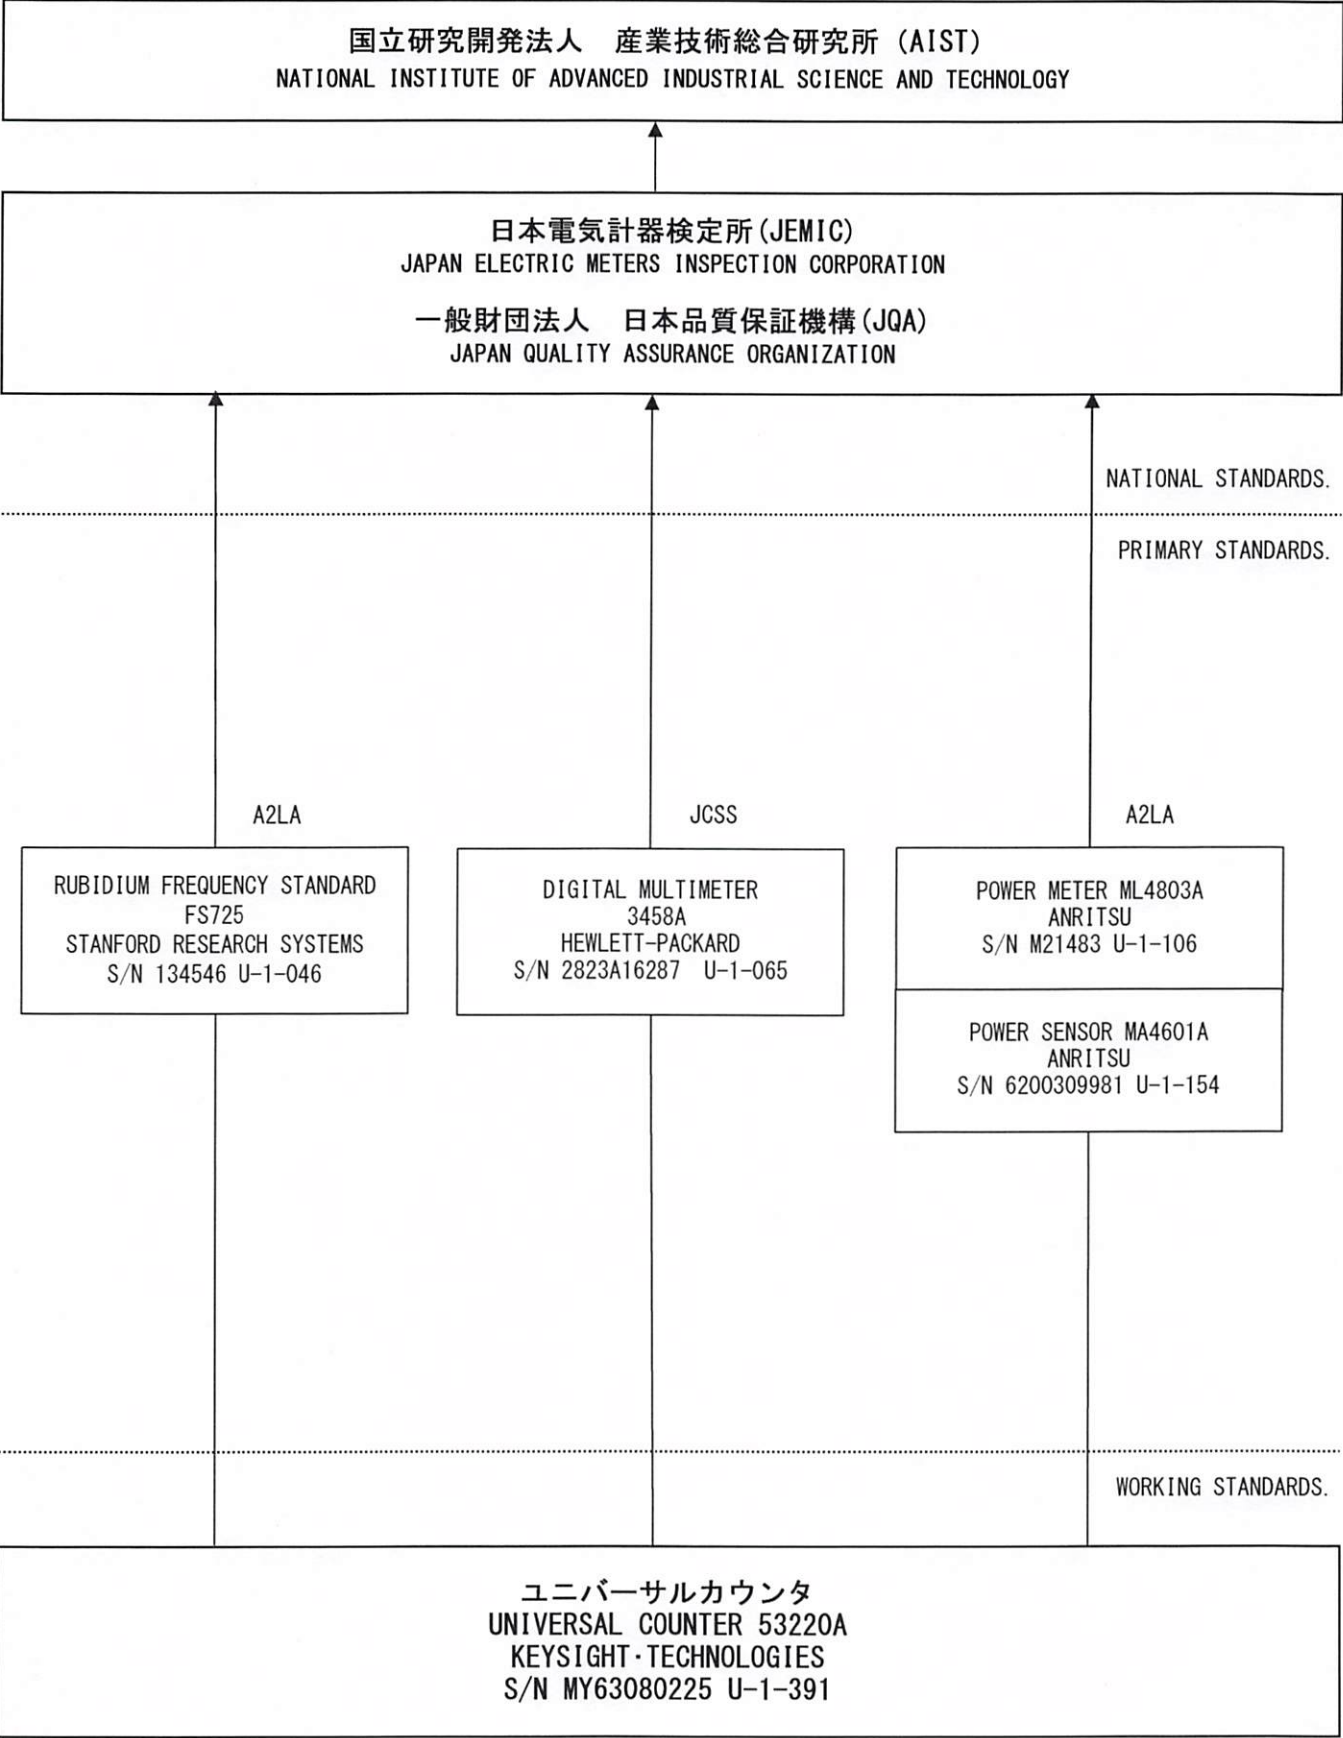 国立研究開発法人　産業技術総合研究所 (AIST)
NATIONAL INSTITUTE OF ADVANCED INDUSTRIAL SCIENCE AND TECHNOLOGY
日本電気計器検定所(JEMIC)
JAPAN ELECTRIC METERS INSPECTION CORPORATION
一般財団法人　日本品質保証機構(JQA)
JAPAN QUALITY ASSURANCE ORGANIZATION
NATIONAL STANDARDS.
PRIMARY STANDARDS.
A2LA
RUBIDIUM FREQUENCY STANDARD
FS725
STANFORD RESEARCH SYSTEMS
S/N 134546 U-1-046
JCSS
DIGITAL MULTIMETER
3458A
HEWLETT-PACKARD
S/N 2823A16287  U-1-065
A2LA
POWER METER ML4803A
ANRITSU
S/N M21483 U-1-106
POWER SENSOR MA4601A
ANRITSU
S/N 6200309981 U-1-154
WORKING STANDARDS.
ユニバーサルカウンタ
UNIVERSAL COUNTER 53220A
KEYSIGHT・TECHNOLOGIES
S/N MY63080225 U-1-391